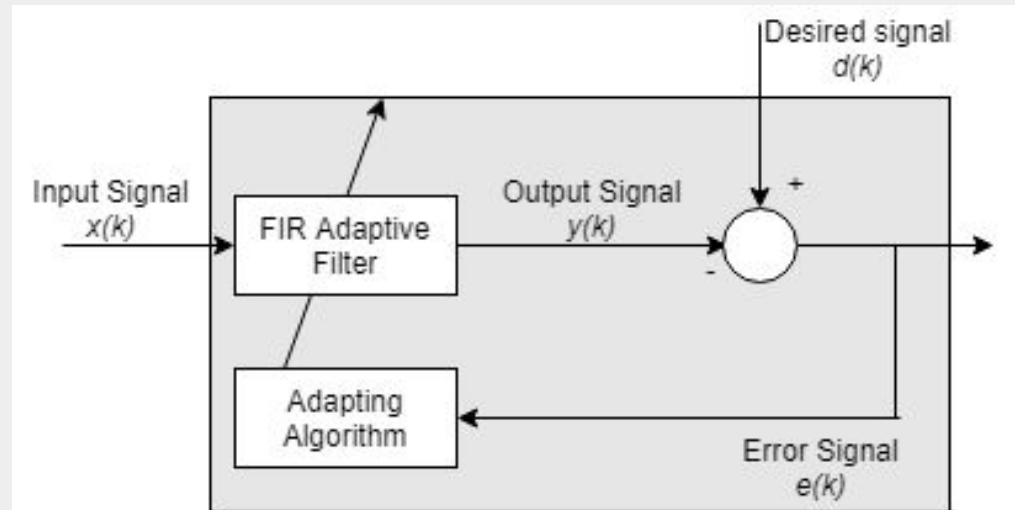 Desired signal
d(k)
Input Signal
x(k)
FIR Adaptive
Filter
Output Signal
y(k)
+
-
Adapting
Algorithm
Error Signal
e(k)